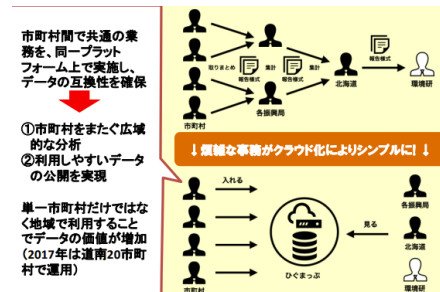 市町村間で共通の業
務を、同一プラット
フォーム上で実施し、
データの互換性を確保
①市町村をまたぐ広域
的な分析
②利用しやすいデータ
の公開を実現
単一市町村だけではな
く地域で利用すること
でデータの価値が増加
（2017年は道南20市町
村で運用）
取りまとめ
報告様式
集計
報告様式
集計
報告様式
市町村
各振興局
北海道
環境研
↓煩雑な事務がクラウド化によりシンプルに！↓
入れる
見る
ひぐまっぷ
市町村
各振興局
北海道
環境研